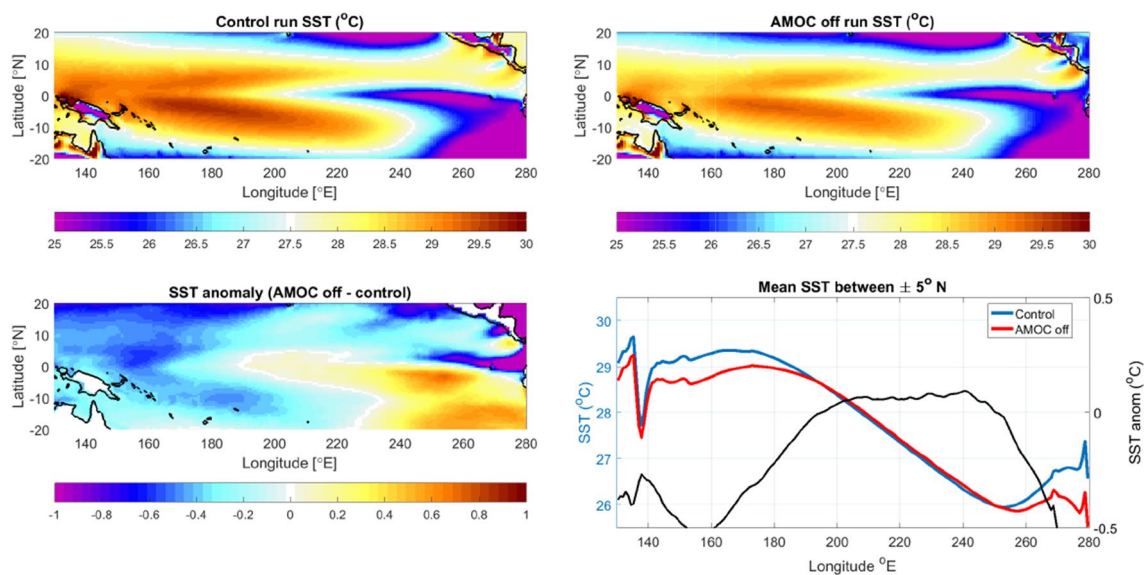 Control run SST (°C)
20
10
0
-10
-20
Latitude [°N]
140 160 180 200 220 240 260 280
Longitude [°E]
25 25.5 26 26.5 27 27.5 28 28.5 29 29.5 30
AMOC off run SST (°C)
20
10
0
-10
-20
Latitude [°N]
140 160 180 200 220 240 260 280
Longitude [°E]
25 25.5 26 26.5 27 27.5 28 28.5 29 29.5 30
SST anomaly (AMOC off - control)
20
10
0
-10
-20
Latitude [°N]
140 160 180 200 220 240 260 280
Longitude [°E]
-1 -0.8 -0.6 -0.4 -0.2 0 0.2 0.4 0.6 0.8 1
Mean SST between ± 5° N
Control
AMOC off
30
29
28
27
26
SST (°C)
0.5
0
-0.5
SST anom (°C)
140 160 180 200 220 240 260 280
Longitude °E